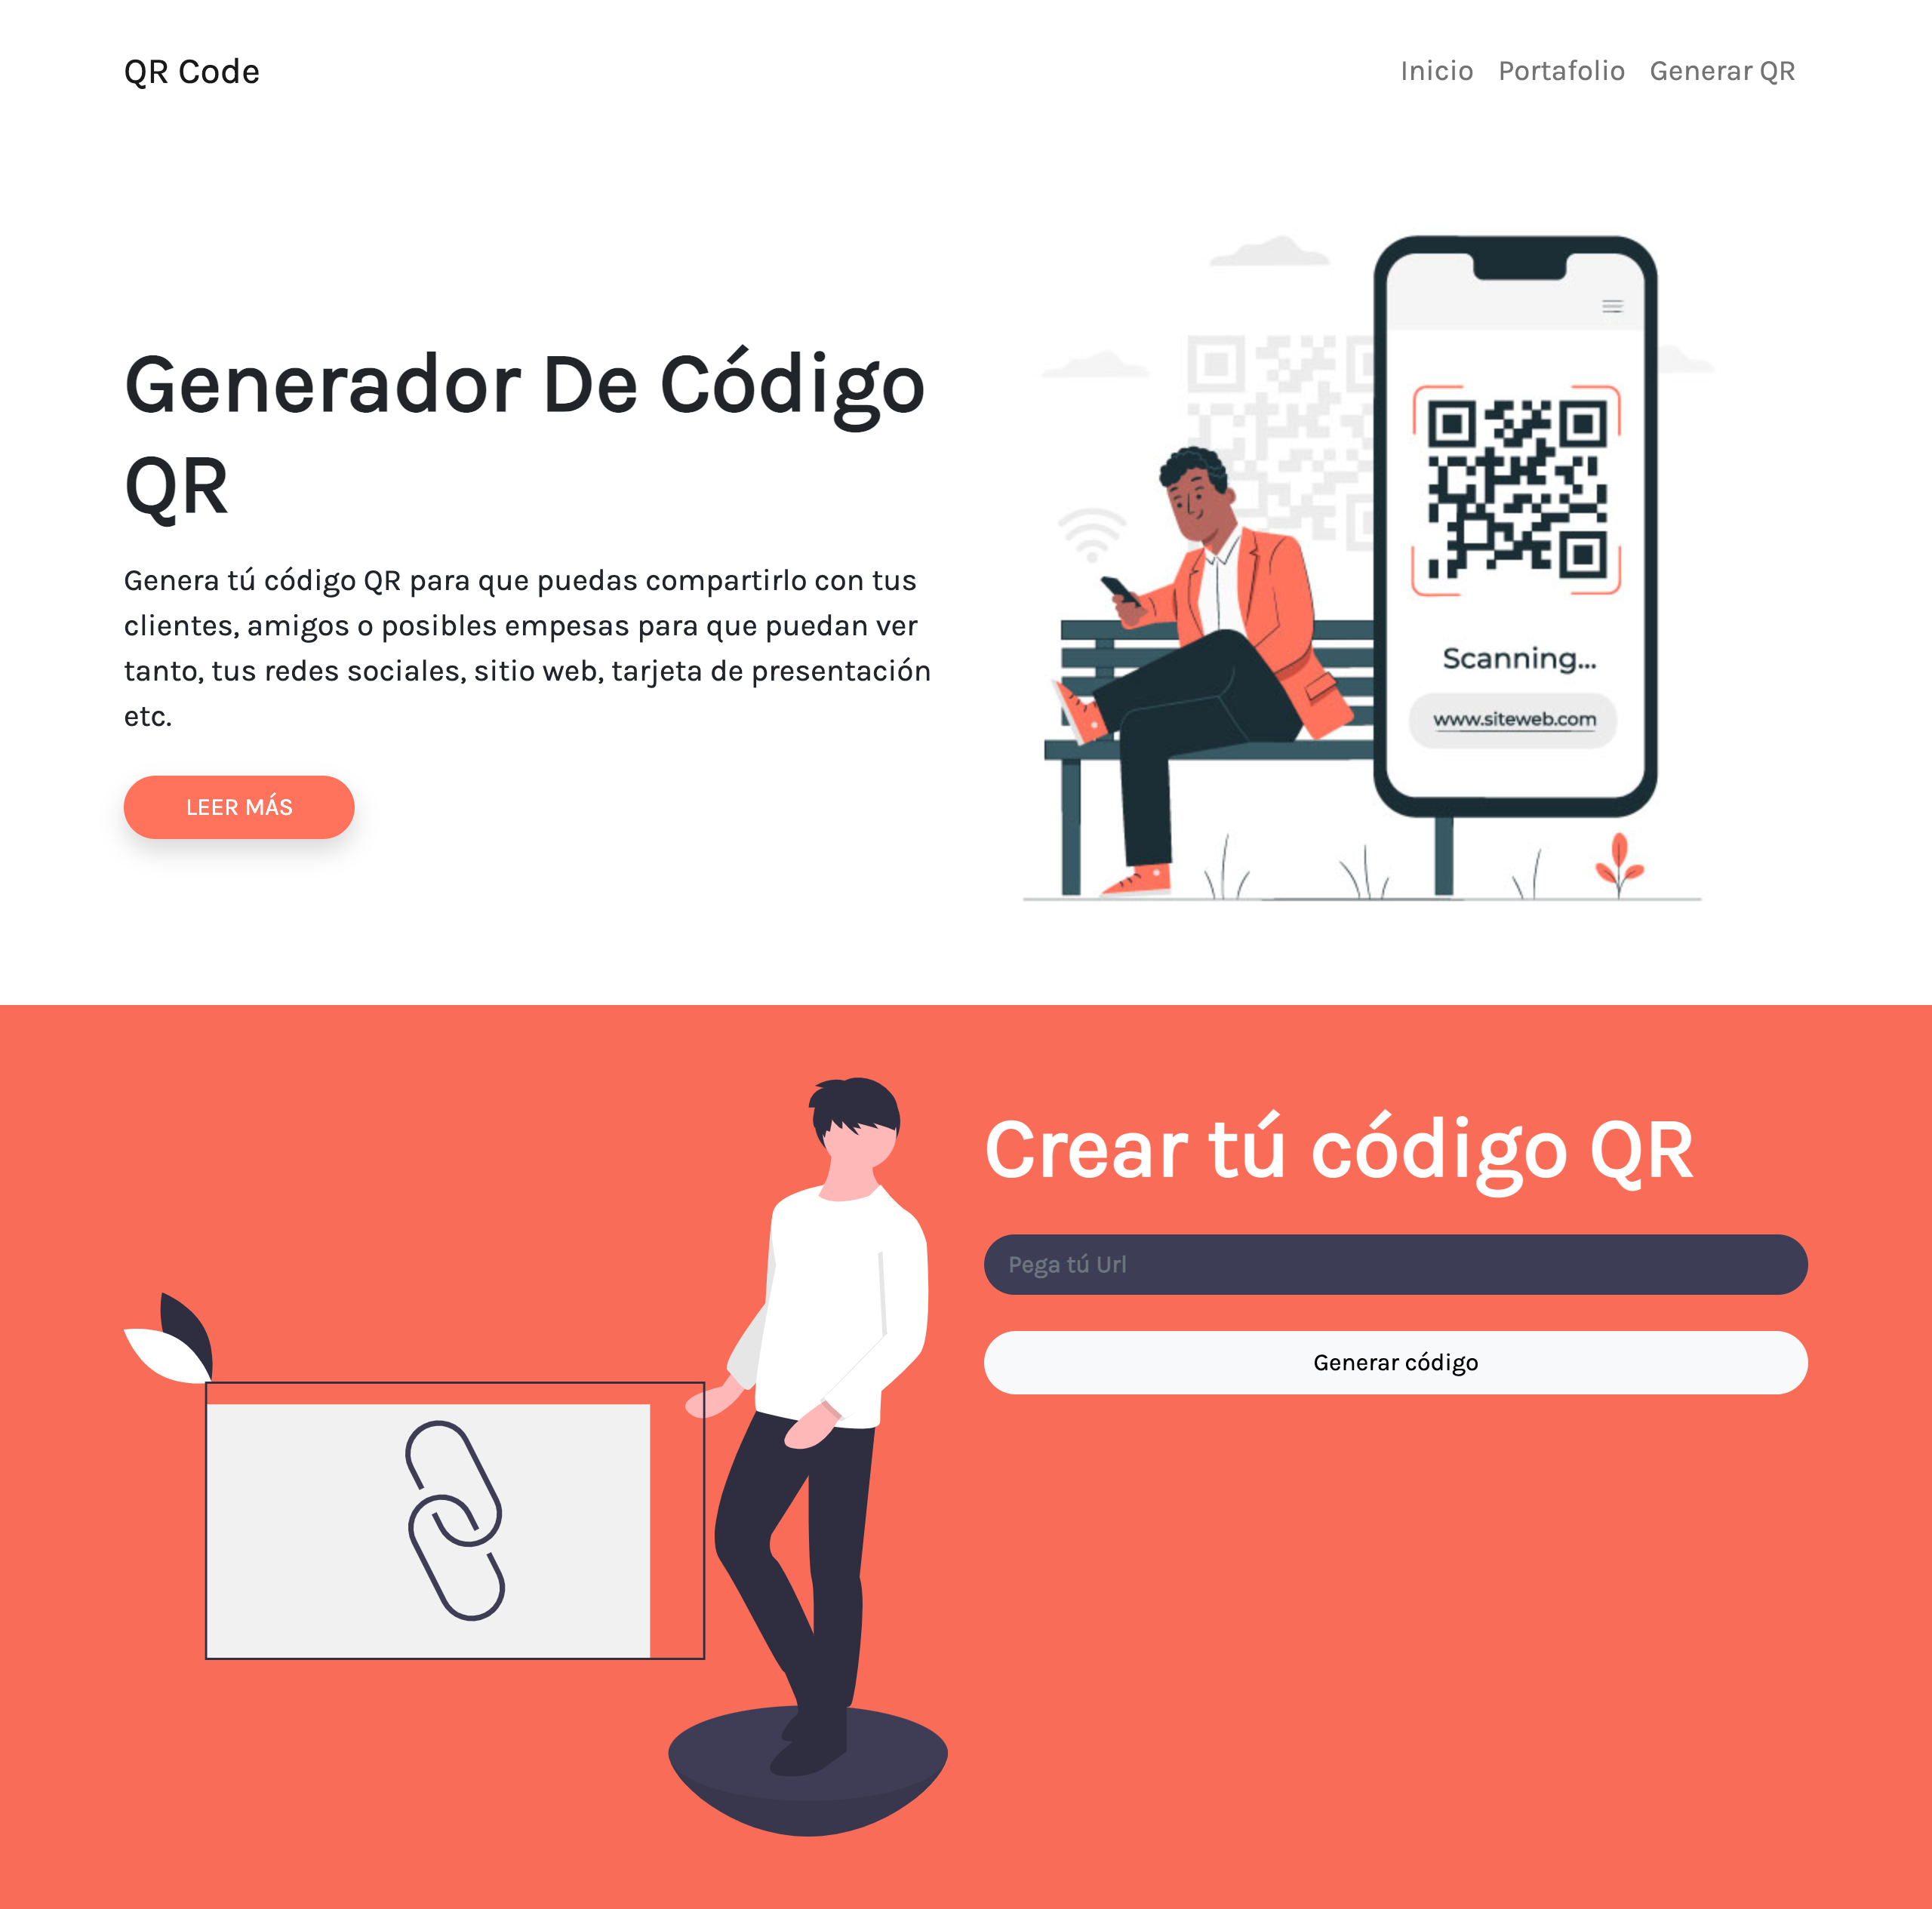 QR Code
Inicio Portafolio Generar QR
Generador De Código
QR
Genera tú código QR para que puedas compartirlo con tus
clientes, amigos o posibles empesas para que puedan ver
tanto, tus redes sociales, sitio web, tarjeta de presentación
etc.
LEER MÁS
Scanning...
www.siteweb.com
Crear tú código QR
Pega tú Url
Generar código